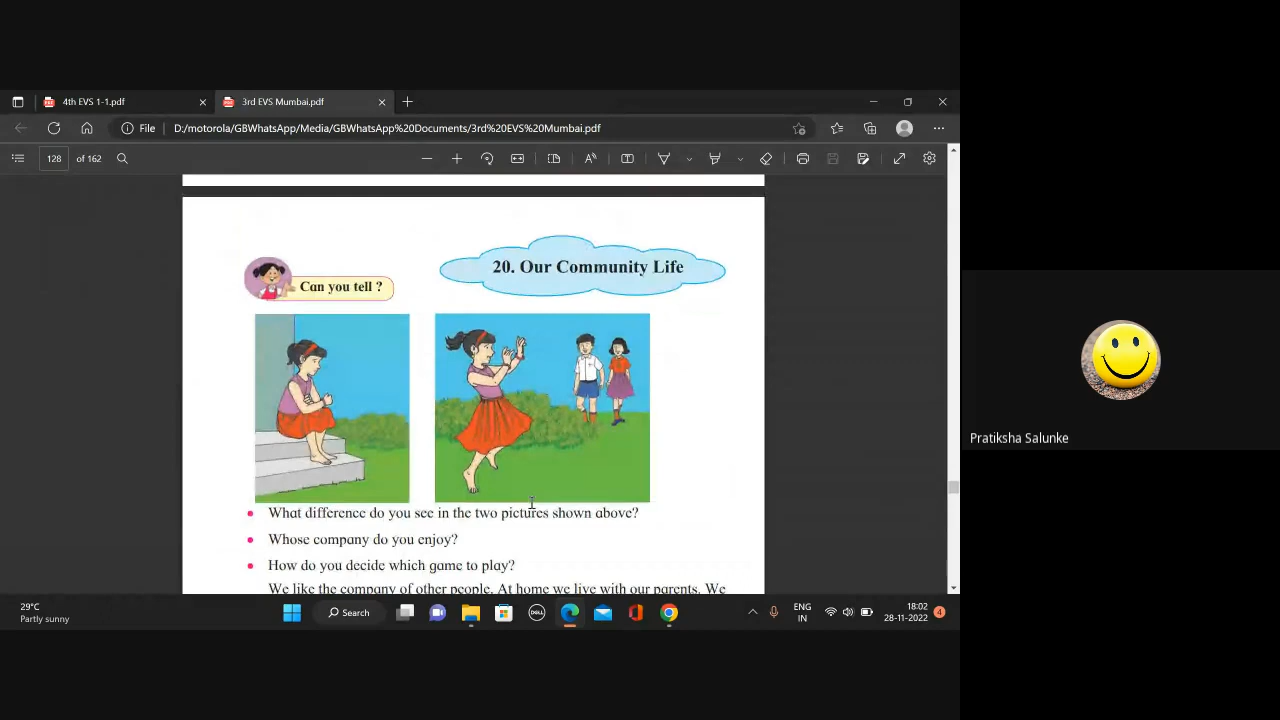 4th EVS 1-1.pdf
3rd EVS Mumbai.pdf
File
D:/motorola/GBWhatsApp/Media/GBWhatsApp%20Documents/3rd%20EVS%20Mumbai.pdf
128 of 162
20. Our Community Life
Can you tell ?
What difference do you see in the two pictures shown above?
Whose company do you enjoy?
How do you decide which game to play?
We like the company of other people. At home we live with our parents. We
Pratiksha Salunke
29°C
Partly sunny
Search
DELL
ENG
IN
18:02
28-11-2022
4